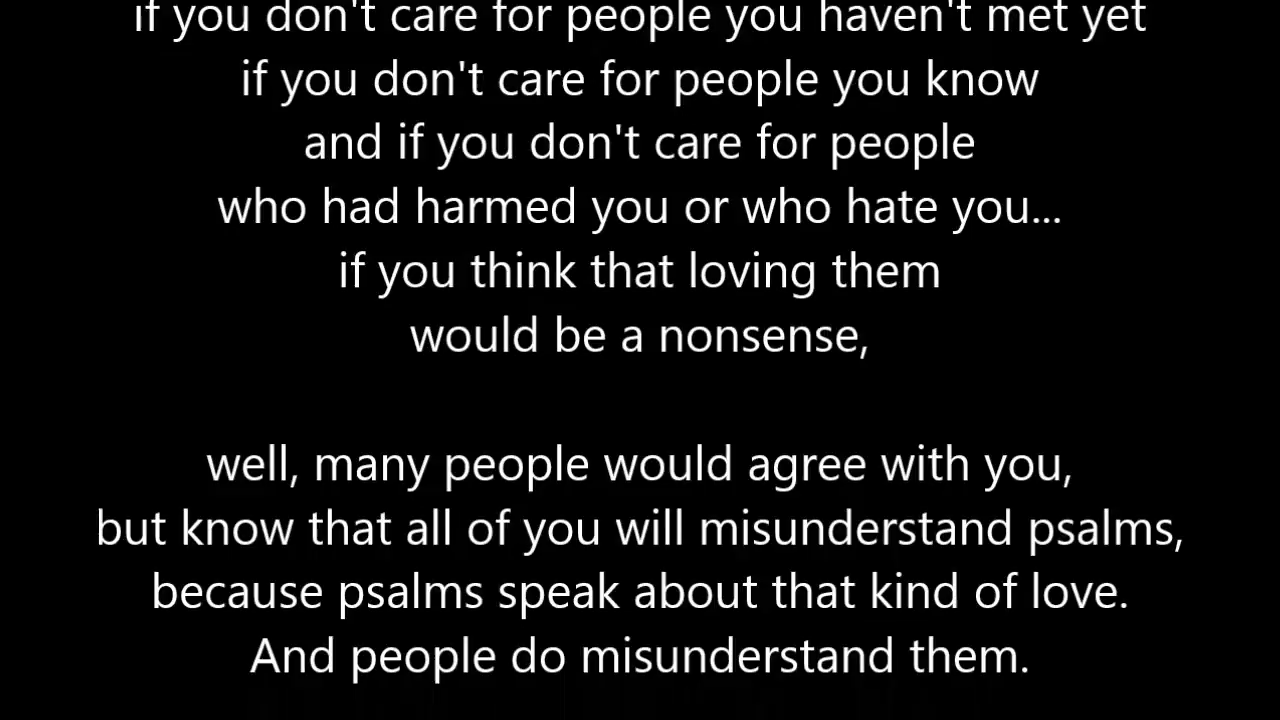 if you don't care for people you haven't met yet
if you don't care for people you know
and if you don't care for people
who had harmed you or who hate you...
if you think that loving them
would be a nonsense,
well, many people would agree with you,
but know that all of you will misunderstand psalms,
because psalms speak about that kind of love.
And people do misunderstand them.